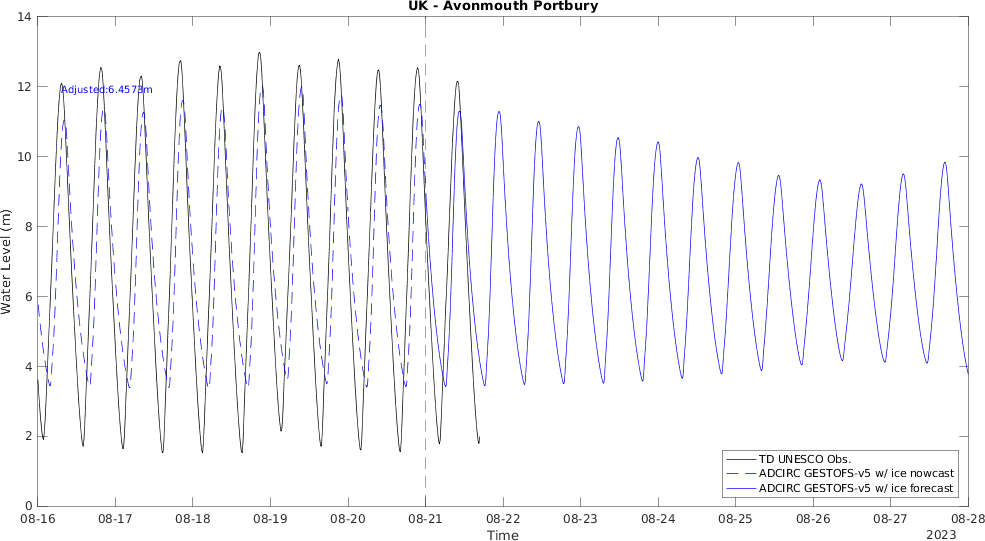 UK - Avonmouth Portbury
14
12
10
8
6
4
2
0
Water Level (m)
Adjusted:6.4573m
TD UNESCO Obs.
ADCIRC GESTOFS-v5 w/ ice nowcast
ADCIRC GESTOFS-v5 w/ ice forecast
08-16 08-17 08-18 08-19 08-20 08-21 08-22 08-23 08-24 08-25 08-26 08-27 08-28
Time
2023